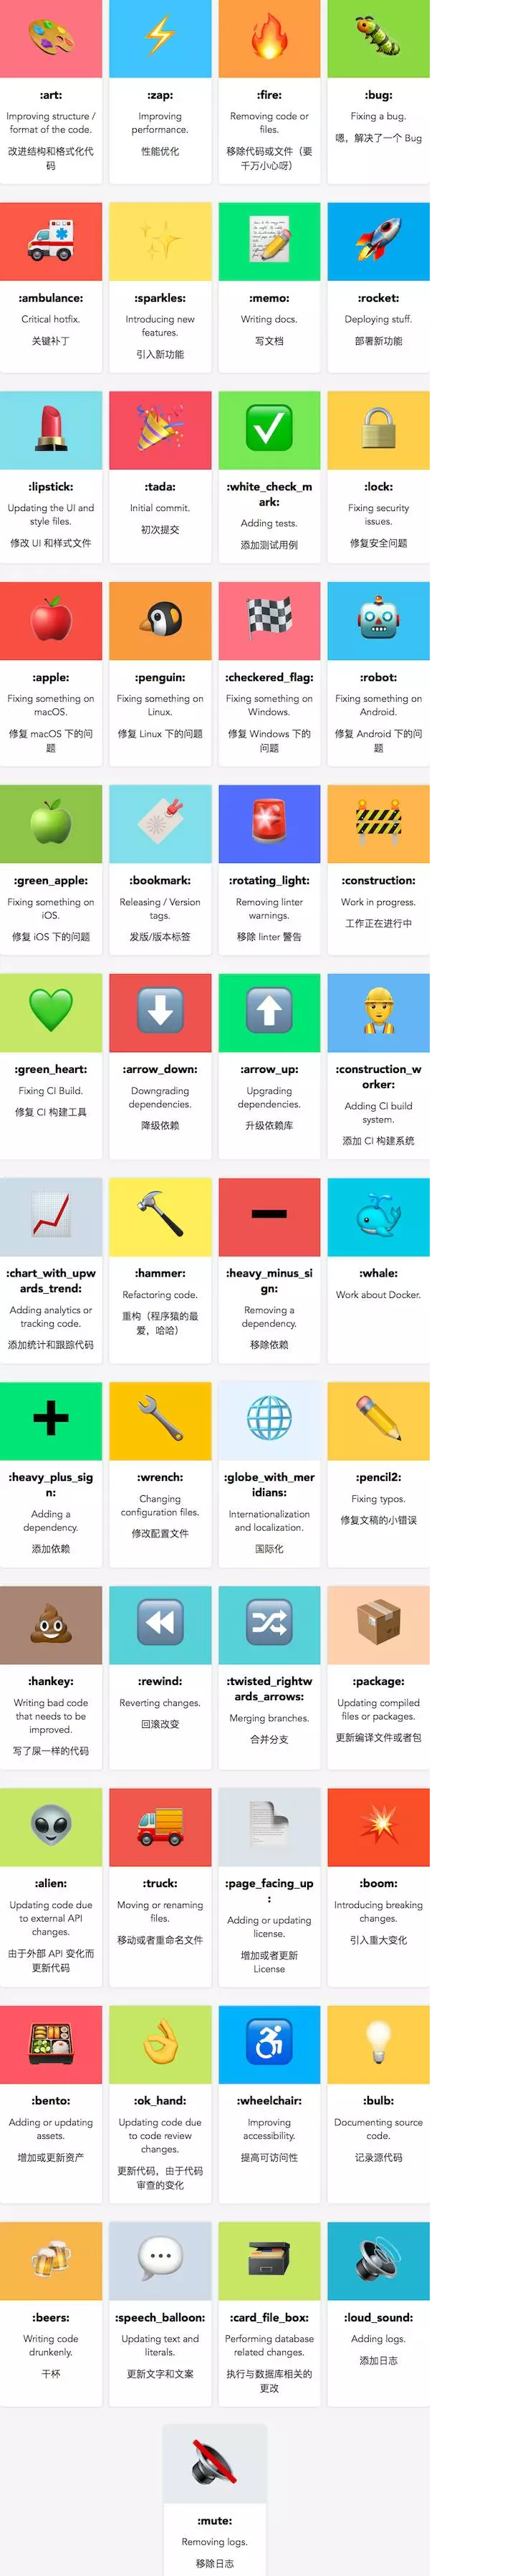 :art:
Improving structure /
format of the code.
改进结构和格式化代
码
:zap:
Improving
performance.
性能优化
:fire:
Removing code or
files.
移除代码或文件（要
千万小心呀）
:bug:
Fixing a bug.
嗯，解决了一个 Bug
:ambulance:
Critical hotfix.
关键补丁
:sparkles:
Introducing new
features.
引入新功能
:memo:
Writing docs.
写文档
:rocket:
Deploying stuff.
部署新功能
:lipstick:
Updating the UI and
style files.
修改 UI 和样式文件
:tada:
Initial commit.
初次提交
:white_check_m
ark:
Adding tests.
添加测试用例
:lock:
Fixing security
issues.
修复安全问题
:apple:
Fixing something on
macOS.
修复 macOS 下的问
题
:penguin:
Fixing something on
Linux.
修复 Linux 下的问题
:checkered_flag:
Fixing something on
Windows.
修复 Windows 下的
问题
:robot:
Fixing something on
Android.
修复 Android 下的问
题
:green_apple:
Fixing something on
iOS.
修复 iOS 下的问题
:bookmark:
Releasing / Version
tags.
发版/版本标签
:rotating_light:
Removing linter
warnings.
移除 linter 警告
:construction:
Work in progress.
工作正在进行中
:green_heart:
Fixing CI Build.
修复 CI 构建工具
:arrow_down:
Downgrading
dependencies.
降级依赖
:arrow_up:
Upgrading
dependencies.
升级依赖库
:construction_w
orker:
Adding CI build
system.
添加 CI 构建系统
:chart_with_upw
ards_trend:
Adding analytics or
tracking code.
添加统计和跟踪代码
:hammer:
Refactoring code.
重构（程序猿的最
爱，哈哈）
:heavy_minus_si
gn:
Removing a
dependency.
移除依赖
:whale:
Work about Docker.
:heavy_plus_sig
n:
Adding a
dependency.
添加依赖
:wrench:
Changing
configuration files.
修改配置文件
:globe_with_mer
idians:
Internationalization
and localization.
国际化
:pencil2:
Fixing typos.
修复文稿的小错误
:hankey:
Writing bad code
that needs to be
improved.
写了屎一样的代码
:rewind:
Reverting changes.
回滚改变
:twisted_rightw
ards_arrows:
Merging branches.
合并分支
:package:
Updating compiled
files or packages.
更新编译文件或者包
:alien:
Updating code due
to external API
changes.
由于外部 API 变化而
更新代码
:truck:
Moving or renaming
files.
移动或者重命名文件
:page_facing_up
:
Adding or updating
license.
增加或者更新
License
:boom:
Introducing breaking
changes.
引入重大变化
:bento:
Adding or updating
assets.
增加或更新资产
:ok_hand:
Updating code due
to code review
changes.
更新代码，由于代码
审查的变化
:wheelchair:
Improving
accessibility.
提高可访问性
:bulb:
Documenting source
code.
记录源代码
:beers:
Writing code
drunkenly.
干杯
:speech_balloon:
Updating text and
literals.
更新文字和文案
:card_file_box:
Performing database
related changes.
执行与数据库相关的
更改
:loud_sound:
Adding logs.
添加日志
:mute:
Removing logs.
移除日志